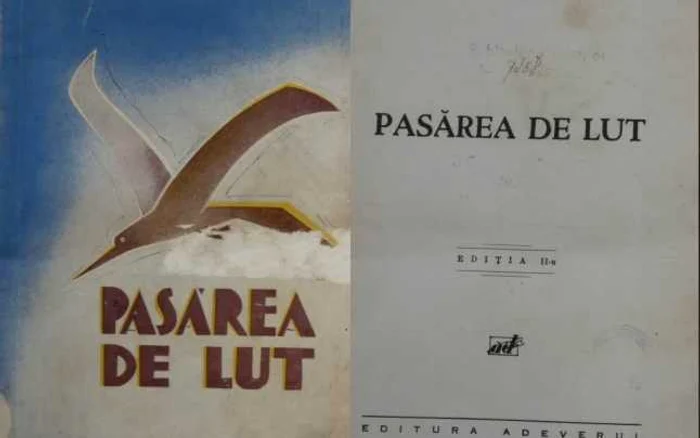 PASĂREA
DE LUT
PASĂREA DE LUT
EDIȚIA II-a
EDITURA ADEVERUL